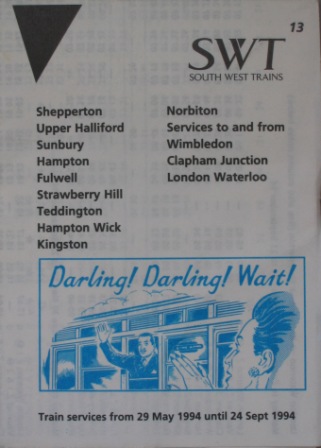 13
SWT
SOUTH WEST TRAINS
Shepperton
Upper Halliford
Sunbury
Hampton
Fulwell
Strawberry Hill
Teddington
Hampton Wick
Kingston
Norbiton
Services to and from
Wimbledon
Clapham Junction
London Waterloo
Darling! Darling! Wait!
Train services from 29 May 1994 until 24 Sept 1994